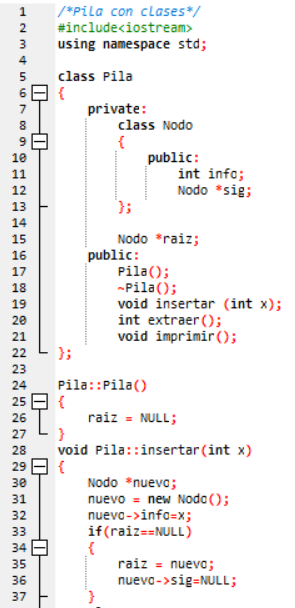 1 /*Pila con clases*/
2 #include<iostream>
3 using namespace std;
4
5 class Pila
6 {
7 private:
8 class Nodo
9 {
10 public:
11 int info;
12 Nodo *sig;
13 };
14
15 Nodo *raiz;
16 public:
17 Pila();
18 ~Pila();
19 void insertar (int x);
20 int extraer();
21 void imprimir();
22 };
23
24 Pila::Pila()
25 {
26 raiz = NULL;
27 }
28 void Pila::insertar(int x)
29 {
30 Nodo *nuevo;
31 nuevo = new Nodo();
32 nuevo->info=x;
33 if(raiz==NULL)
34 {
35 raiz = nuevo;
36 nuevo->sig=NULL;
37 }